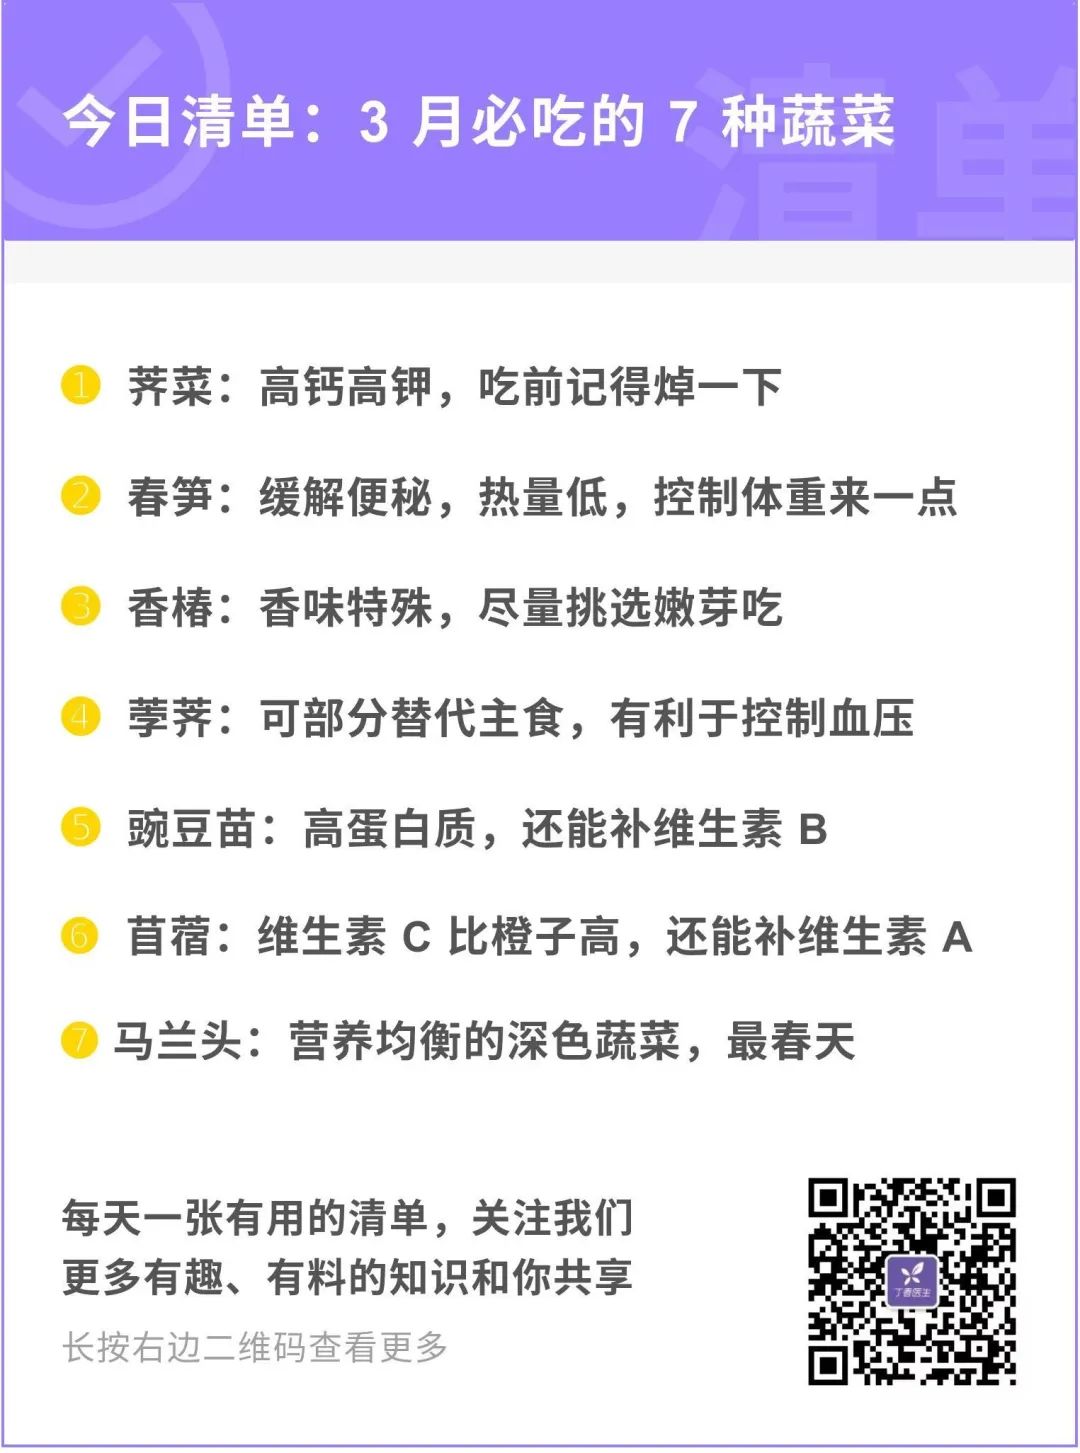 今日清单：3 月必吃的 7 种蔬菜
清单
1 荠菜：高钙高钾，吃前记得焯一下
2 春笋：缓解便秘，热量低，控制体重来一点
3 香椿：香味特殊，尽量挑选嫩芽吃
4 荸荠：可部分替代主食，有利于控制血压
5 豌豆苗：高蛋白质，还能补维生素 B
6 苜蓿：维生素 C 比橙子高，还能补维生素 A
7 马兰头：营养均衡的深色蔬菜，最春天
每天一张有用的清单，关注我们
更多有趣、有料的知识和你共享
长按右边二维码查看更多
丁香医生